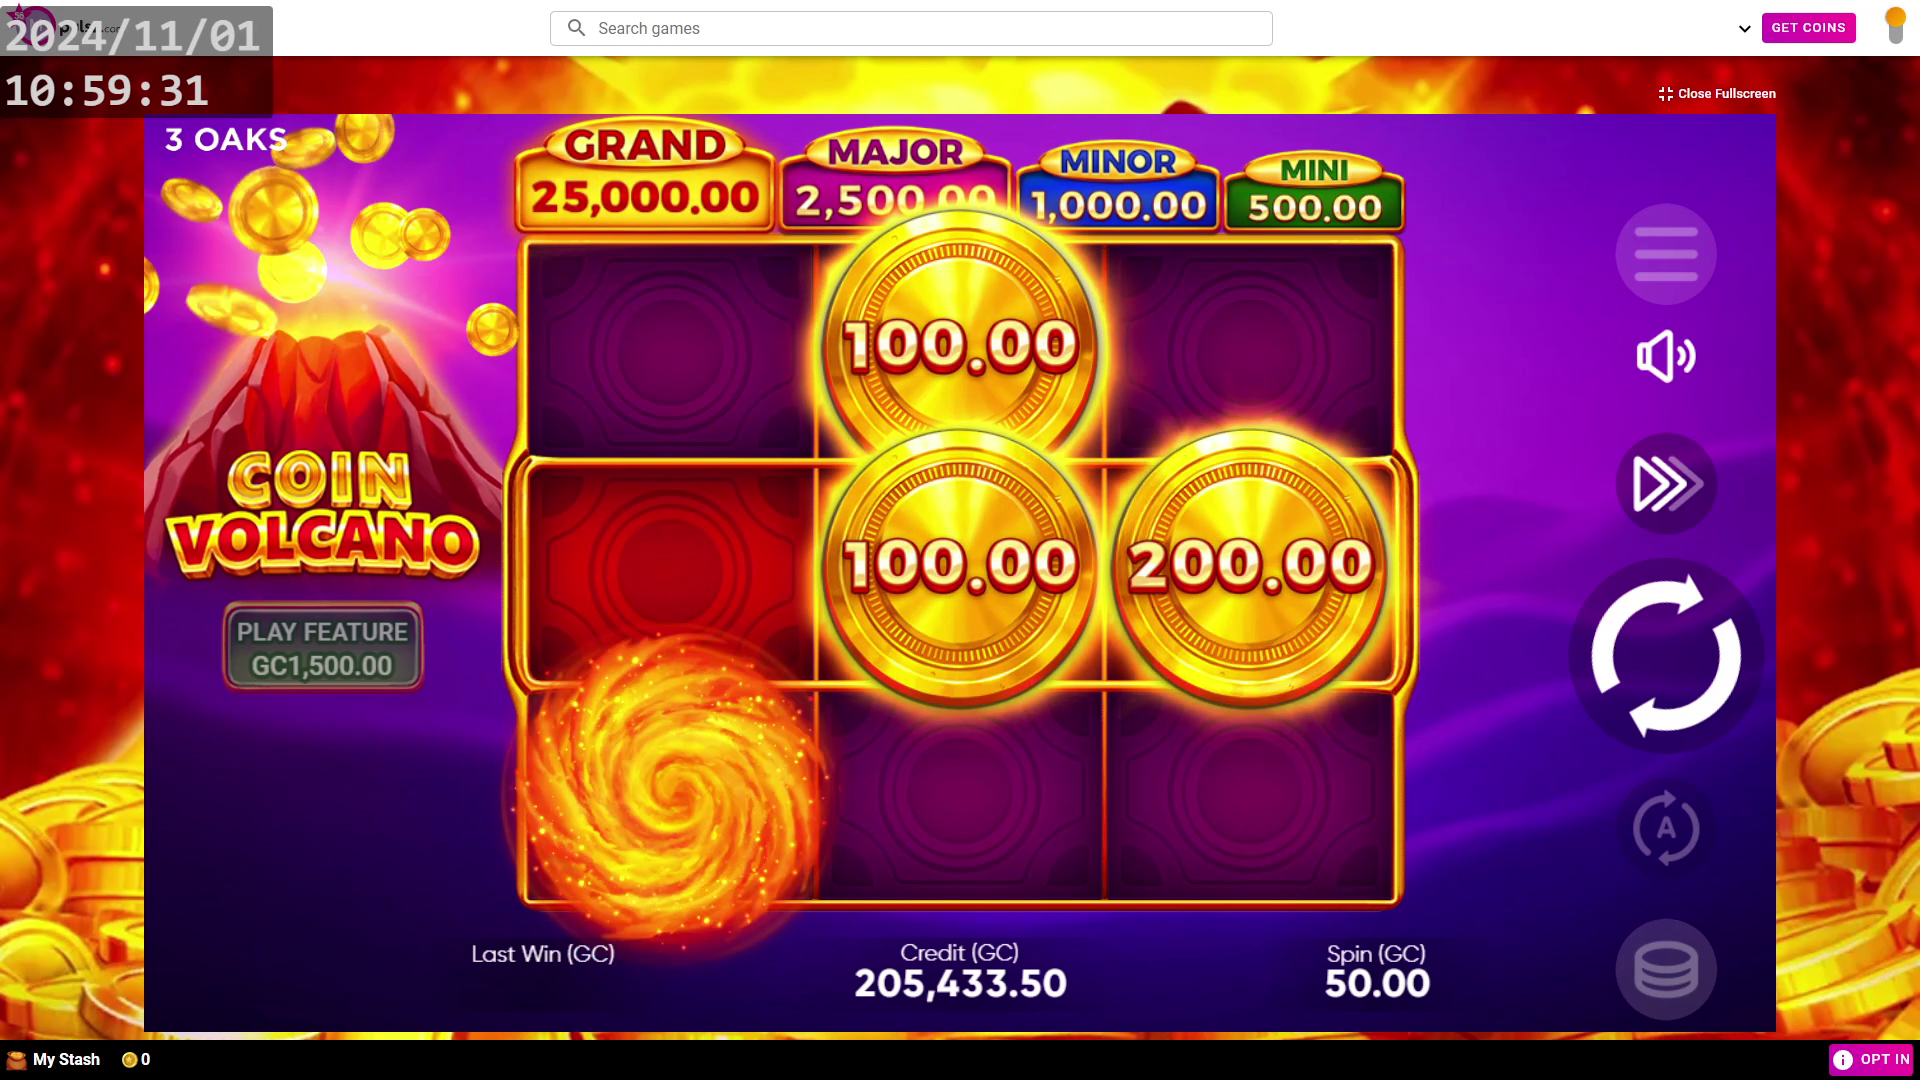 2024/11/01
10:59:31
Search games
GET COINS
Close Fullscreen
3 OAKS
GRAND
25,000.00
MAJOR
2,500.00
MINOR
1,000.00
MINI
500.00
100.00
100.00
200.00
COIN
VOLCANO
PLAY FEATURE
GC1,500.00
A
Last Win (GC)
Credit (GC)
205,433.50
Spin (GC)
50.00
My Stash
0
OPT IN